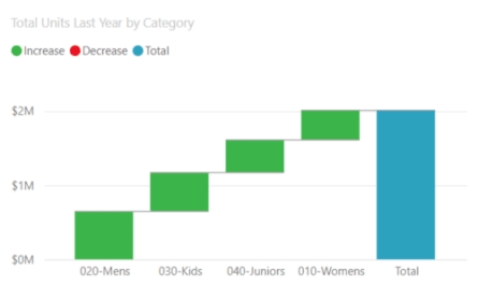 Total Units Last Year by Category
Increase Decrease Total
$2M
$1M
$0M
020-Mens 030-Kids 040-Juniors 010-Womens Total